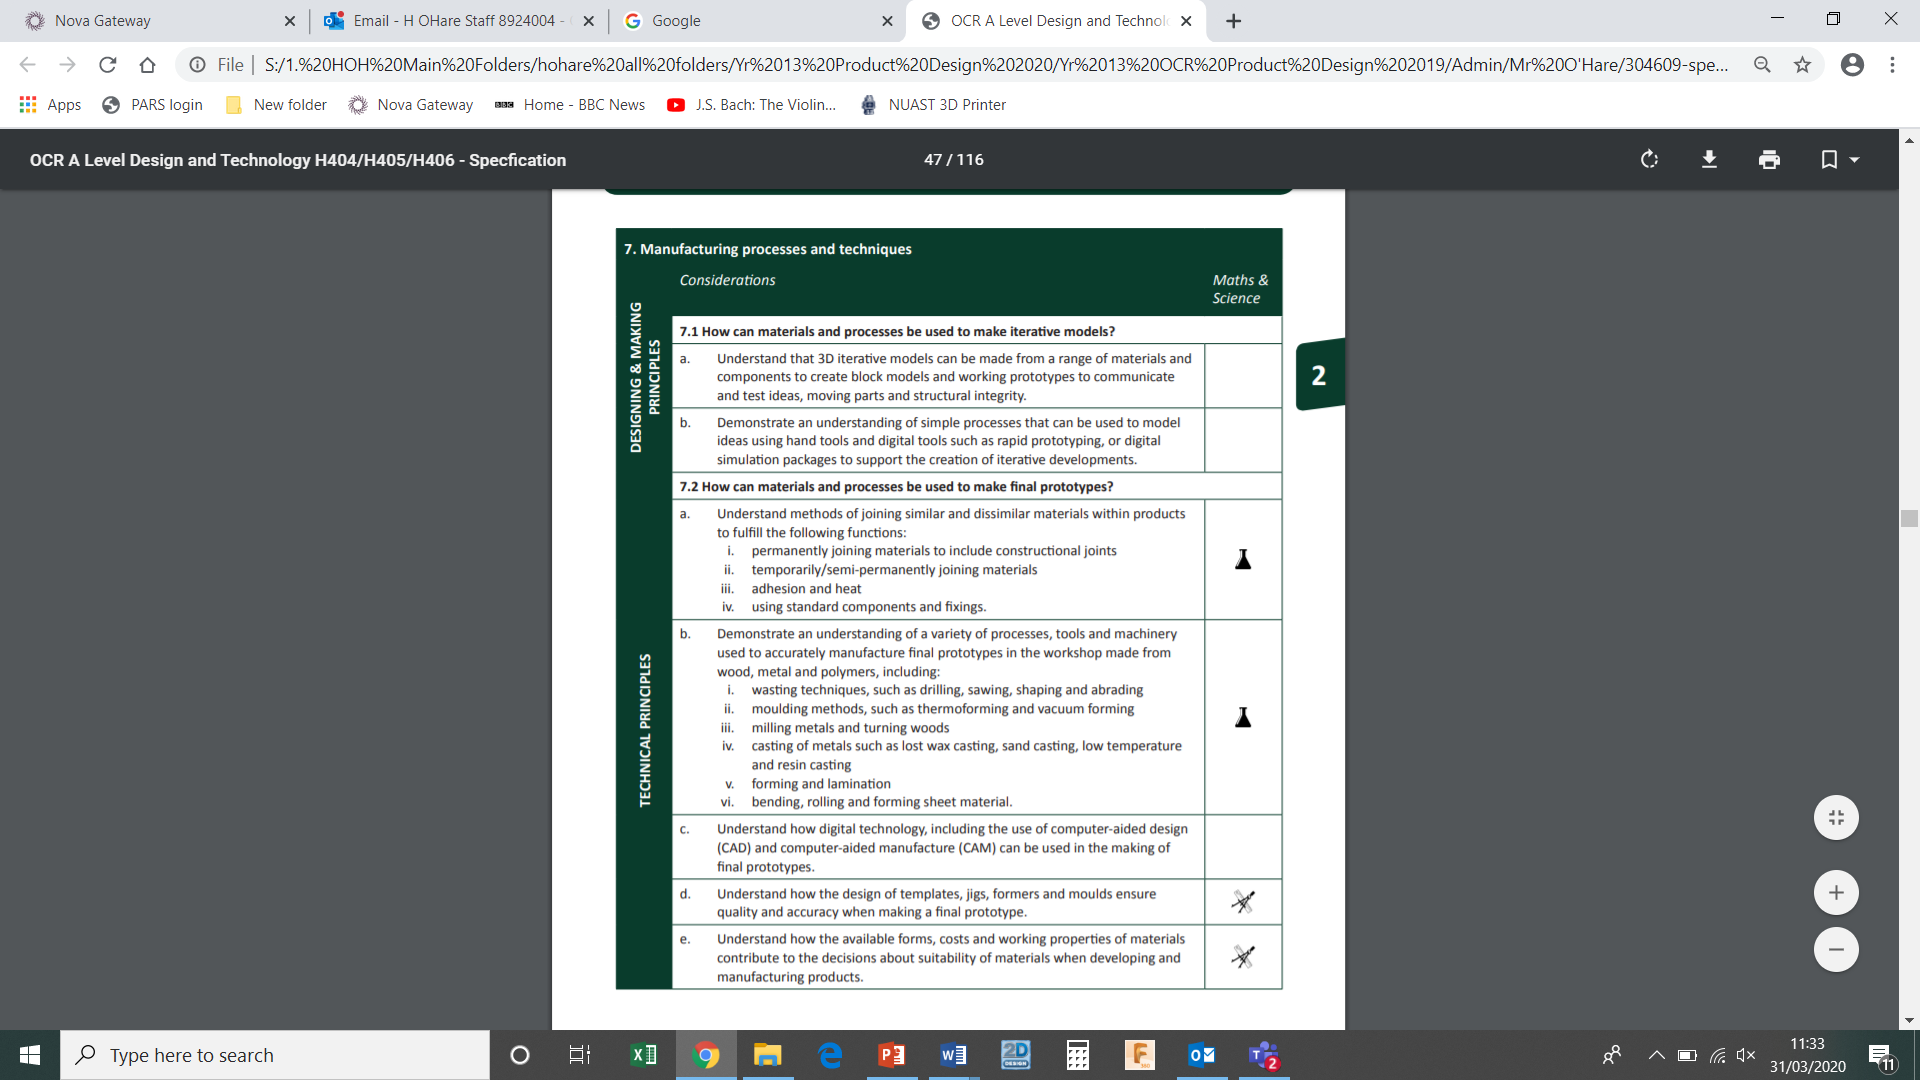 Nova Gateway
Email - H OHare Staff 8924004 -
Google
OCR A Level Design and Technol
File | S:/1.%20HOH%20Main%20Folders/hohare%20all%20folders/Yr%2013%20Product%20Design%202020/Yr%2013%20OCR%20Product%20Design%202019/Admin/Mr%20O'Hare/304609-spe...
Apps
PARS login
New folder
Nova Gateway
BBC Home - BBC News
J.S. Bach: The Violin...
NUAST 3D Printer
OCR A Level Design and Technology H404/H405/H406 - Specfication
47 / 116
7. Manufacturing processes and techniques
Considerations
Maths &
Science
DESIGNING & MAKING
PRINCIPLES
7.1 How can materials and processes be used to make iterative models?
a. Understand that 3D iterative models can be made from a range of materials and
components to create block models and working prototypes to communicate
and test ideas, moving parts and structural integrity.
b. Demonstrate an understanding of simple processes that can be used to model
ideas using hand tools and digital tools such as rapid prototyping, or digital
simulation packages to support the creation of iterative developments.
2
TECHNICAL PRINCIPLES
7.2 How can materials and processes be used to make final prototypes?
a. Understand methods of joining similar and dissimilar materials within products
to fulfill the following functions:
i. permanently joining materials to include constructional joints
ii. temporarily/semi-permanently joining materials
iii. adhesion and heat
iv. using standard components and fixings.
b. Demonstrate an understanding of a variety of processes, tools and machinery
used to accurately manufacture final prototypes in the workshop made from
wood, metal and polymers, including:
i. wasting techniques, such as drilling, sawing, shaping and abrading
ii. moulding methods, such as thermoforming and vacuum forming
iii. milling metals and turning woods
iv. casting of metals such as lost wax casting, sand casting, low temperature
and resin casting
v. forming and lamination
vi. bending, rolling and forming sheet material.
c. Understand how digital technology, including the use of computer-aided design
(CAD) and computer-aided manufacture (CAM) can be used in the making of
final prototypes.
d. Understand how the design of templates, jigs, formers and moulds ensure
quality and accuracy when making a final prototype.
e. Understand how the available forms, costs and working properties of materials
contribute to the decisions about suitability of materials when developing and
manufacturing products.
Type here to search
2D
DESIGN
2
11:33
31/03/2020
11